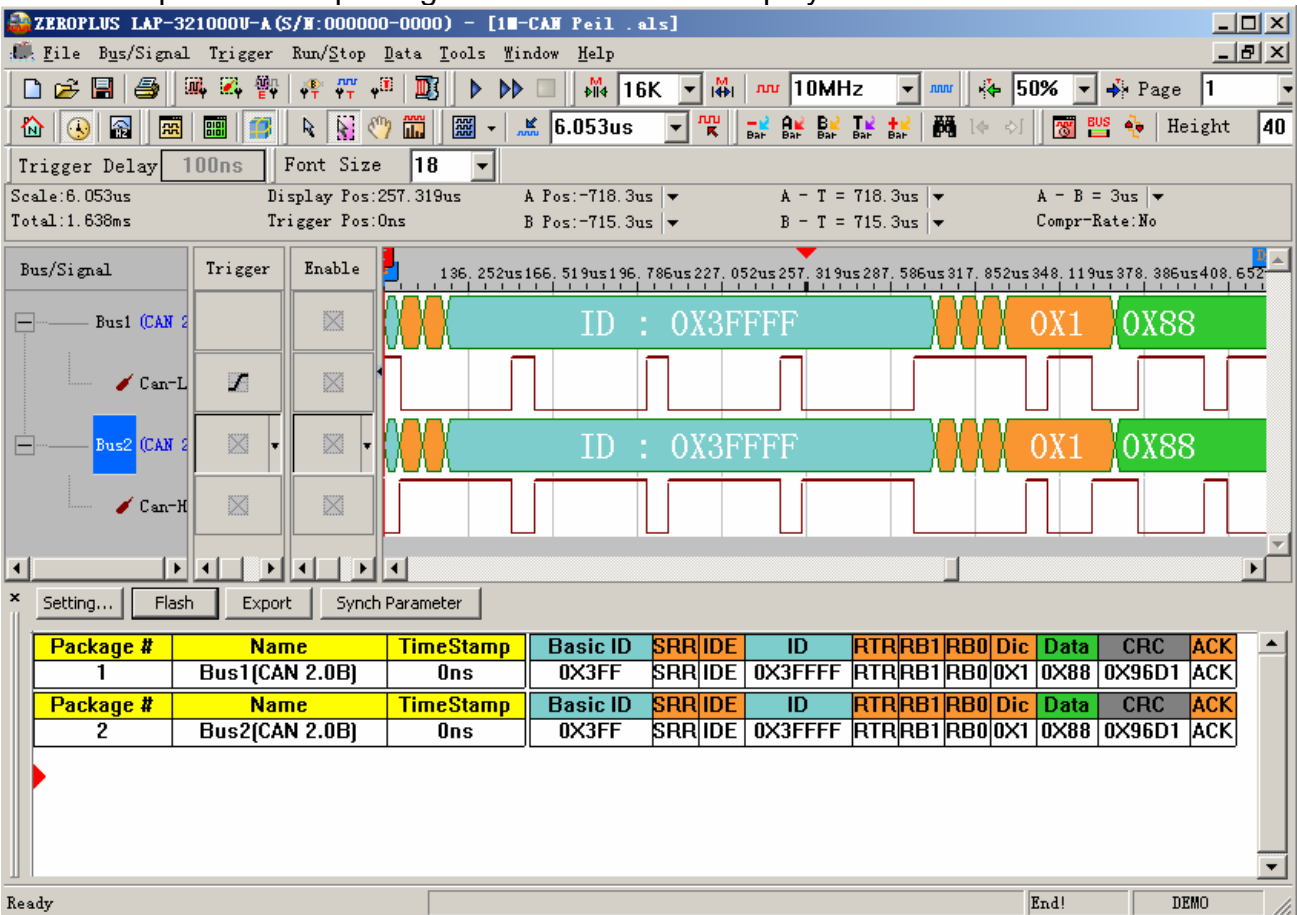 ZEROPLUS LAP-321000U-A(S/N:000000-0000) - [1M-CAN Peil .als]
File Bus/Signal Trigger Run/Stop Data Tools Window Help
16K 10MHz 50% Page 1
6.053us Bar Bar Bar Bar Bar BUS Height 40
Trigger Delay 100ns Font Size 18
Scale:6.053us Display Pos:257.319us A Pos:-718.3us A - T = 718.3us A - B = 3us
Total:1.638ms Trigger Pos:0ns B Pos:-715.3us B - T = 715.3us Compr-Rate:No
Bus/Signal Trigger Enable 136.252us 166.519us 196.786us 227.052us 257.319us 287.586us 317.852us 348.119us 378.386us 408.652
Bus1 (CAN 2 ID : 0X3FFFF 0X1 0X88
Can-L
Bus2 (CAN 2 ID : 0X3FFFF 0X1 0X88
Can-H
Setting... Flash Export Synch Parameter
Package # Name TimeStamp Basic ID SRR IDE ID RTR RB1 RB0 Dic Data CRC ACK
1 Bus1(CAN 2.0B) 0ns 0X3FF SRR IDE 0X3FFFF RTR RB1 RB0 0X1 0X88 0X96D1 ACK
Package # Name TimeStamp Basic ID SRR IDE ID RTR RB1 RB0 Dic Data CRC ACK
2 Bus2(CAN 2.0B) 0ns 0X3FF SRR IDE 0X3FFFF RTR RB1 RB0 0X1 0X88 0X96D1 ACK
Ready End! DEMO